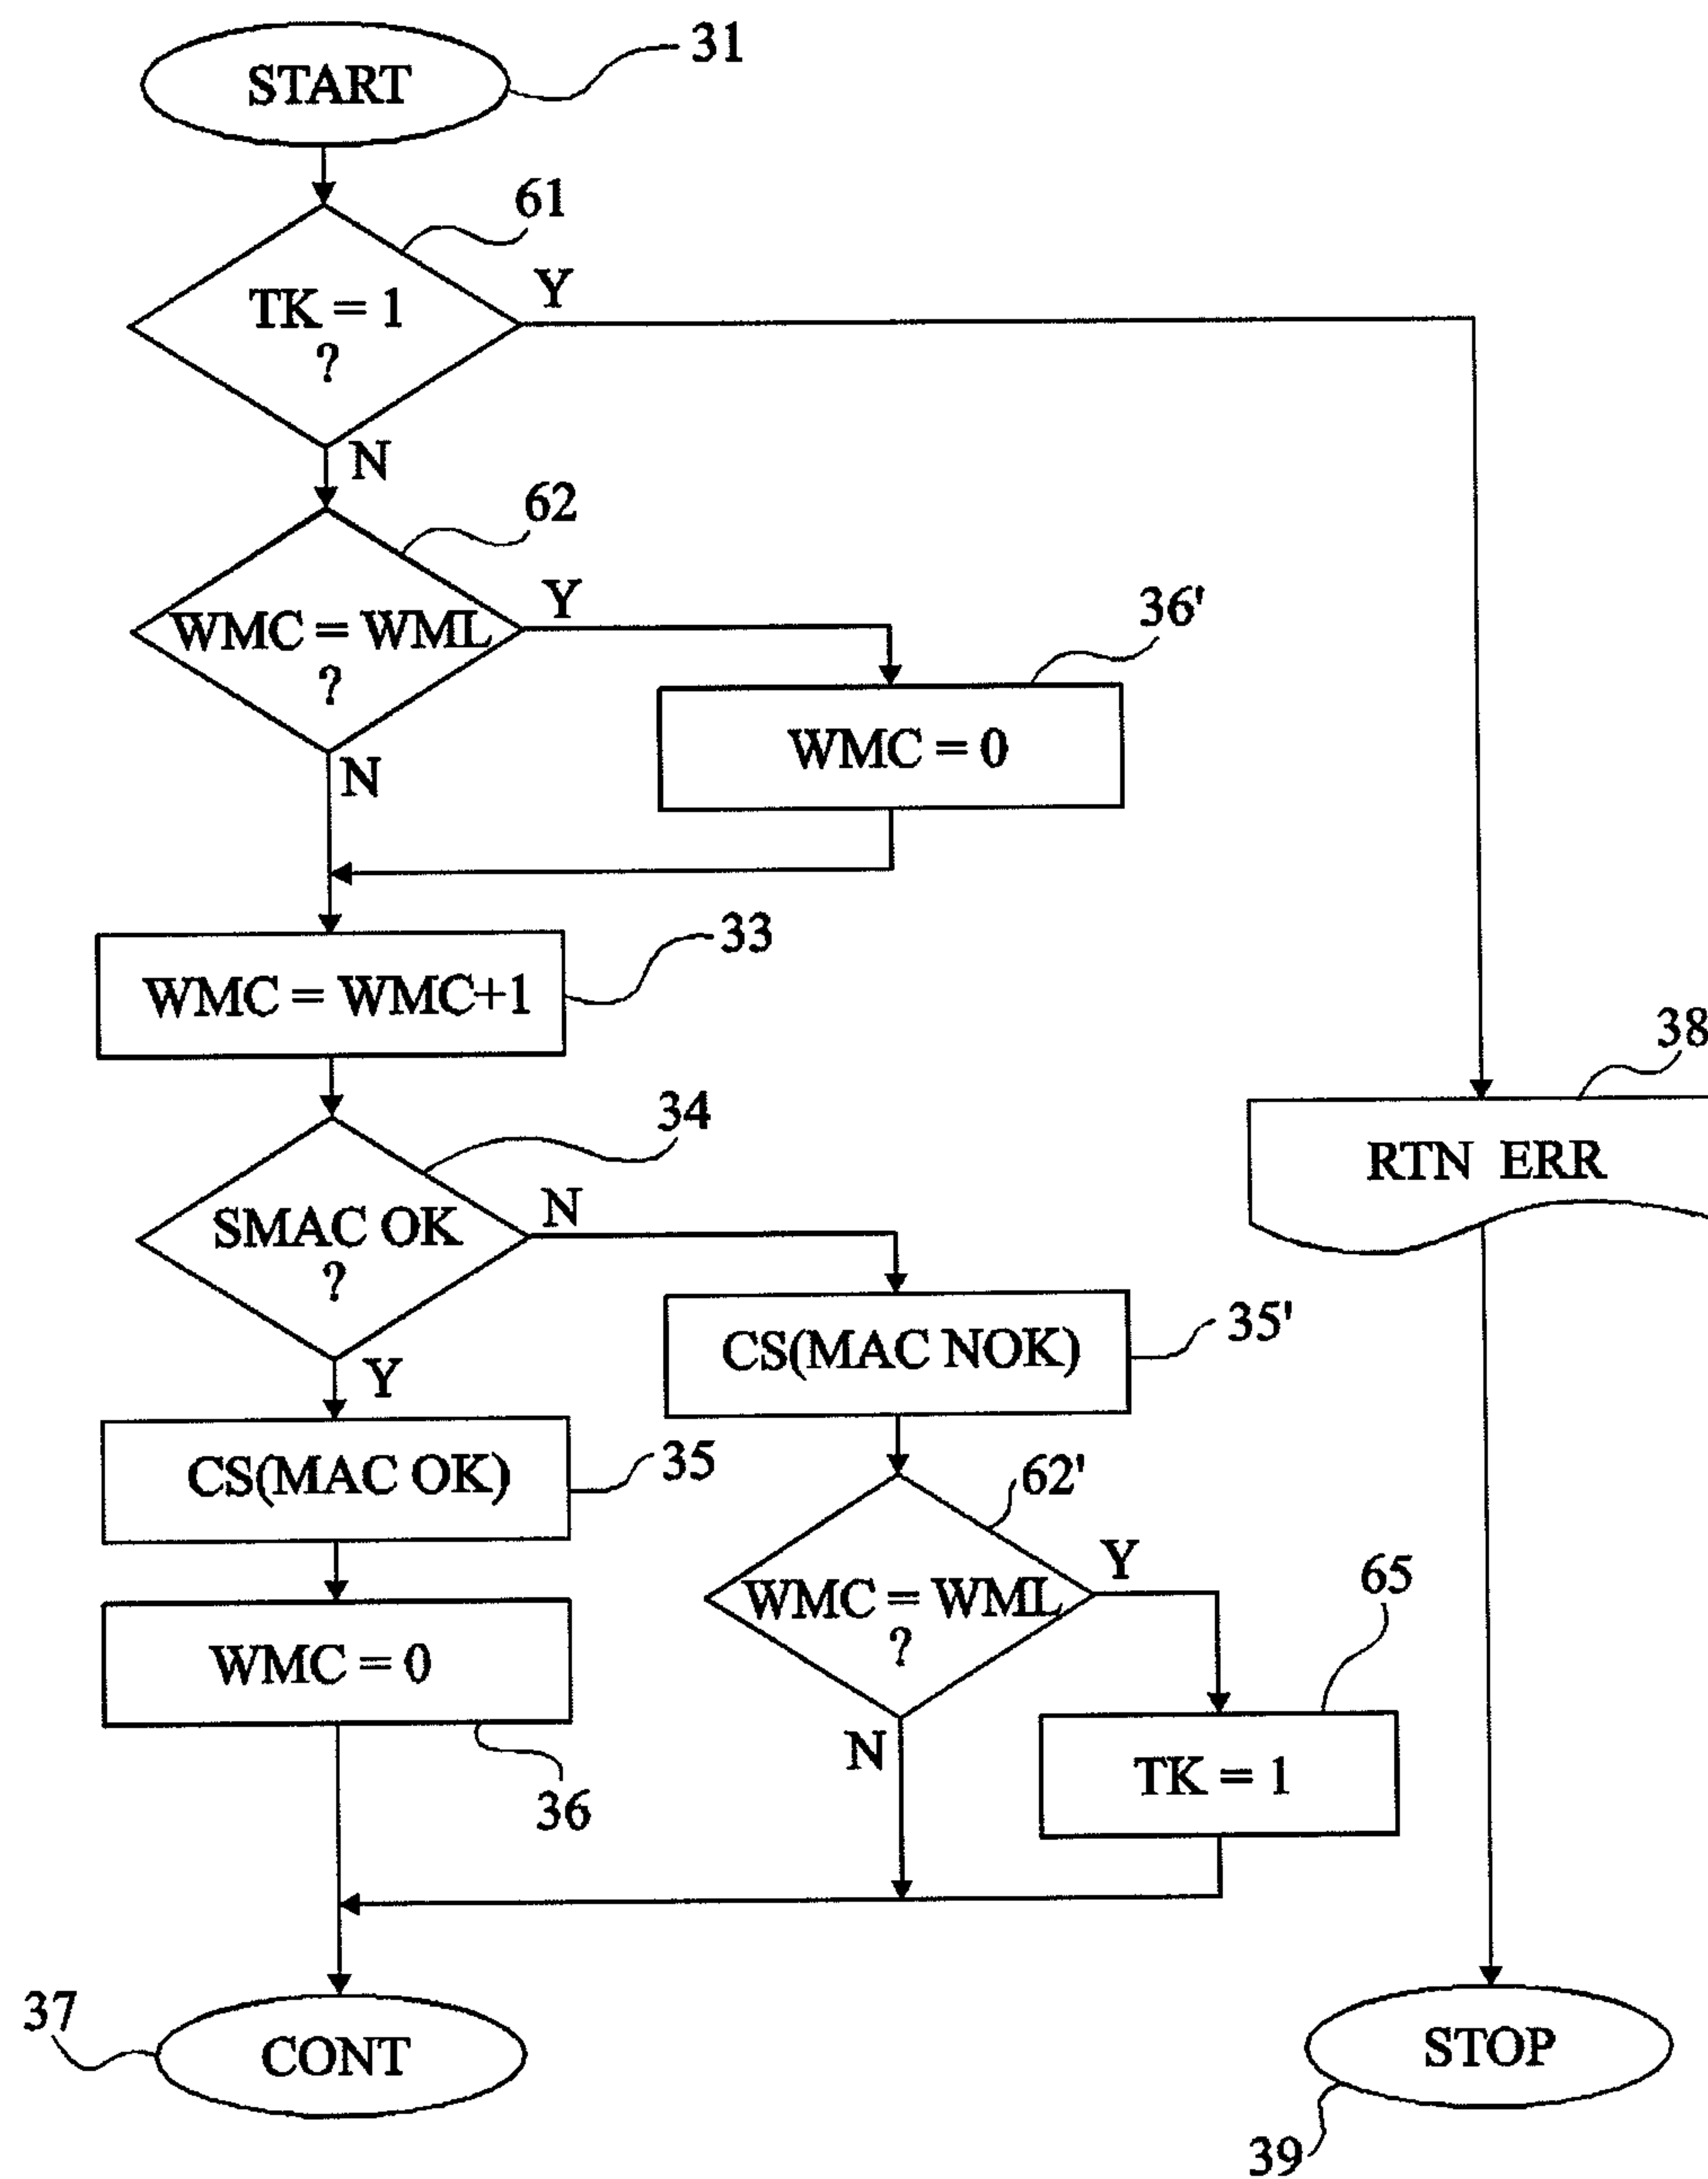 START
31
61
TK = 1
?
Y
N
62
WMC = WML
?
Y
36'
WMC = 0
N
33
WMC = WMC+1
38
RTN ERR
34
SMAC OK
?
N
35'
CS(MAC NOK)
Y
35
CS(MAC OK)
62'
WMC = WML
?
Y
65
WMC = 0
N
TK = 1
36
37
CONT
STOP
39